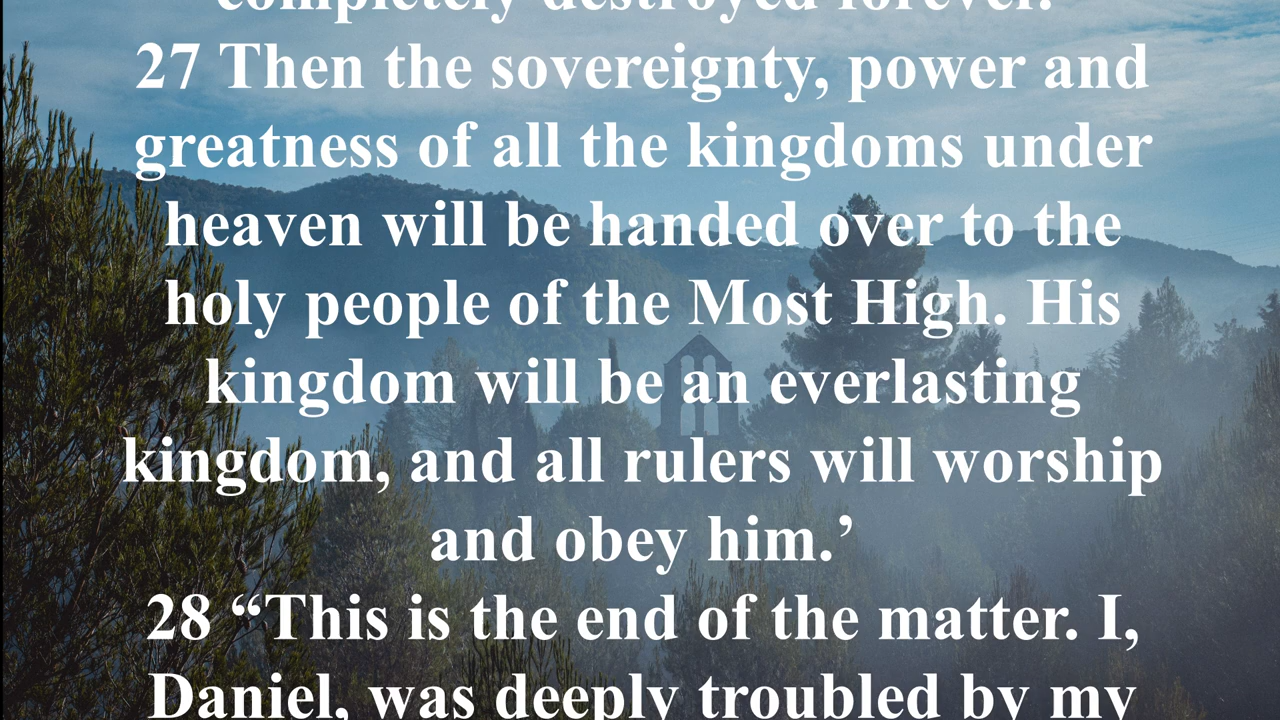 completely destroyed forever.
27 Then the sovereignty, power and
greatness of all the kingdoms under
heaven will be handed over to the
holy people of the Most High. His
kingdom will be an everlasting
kingdom, and all rulers will worship
and obey him.’
28 “This is the end of the matter. I,
Daniel, was deeply troubled by my